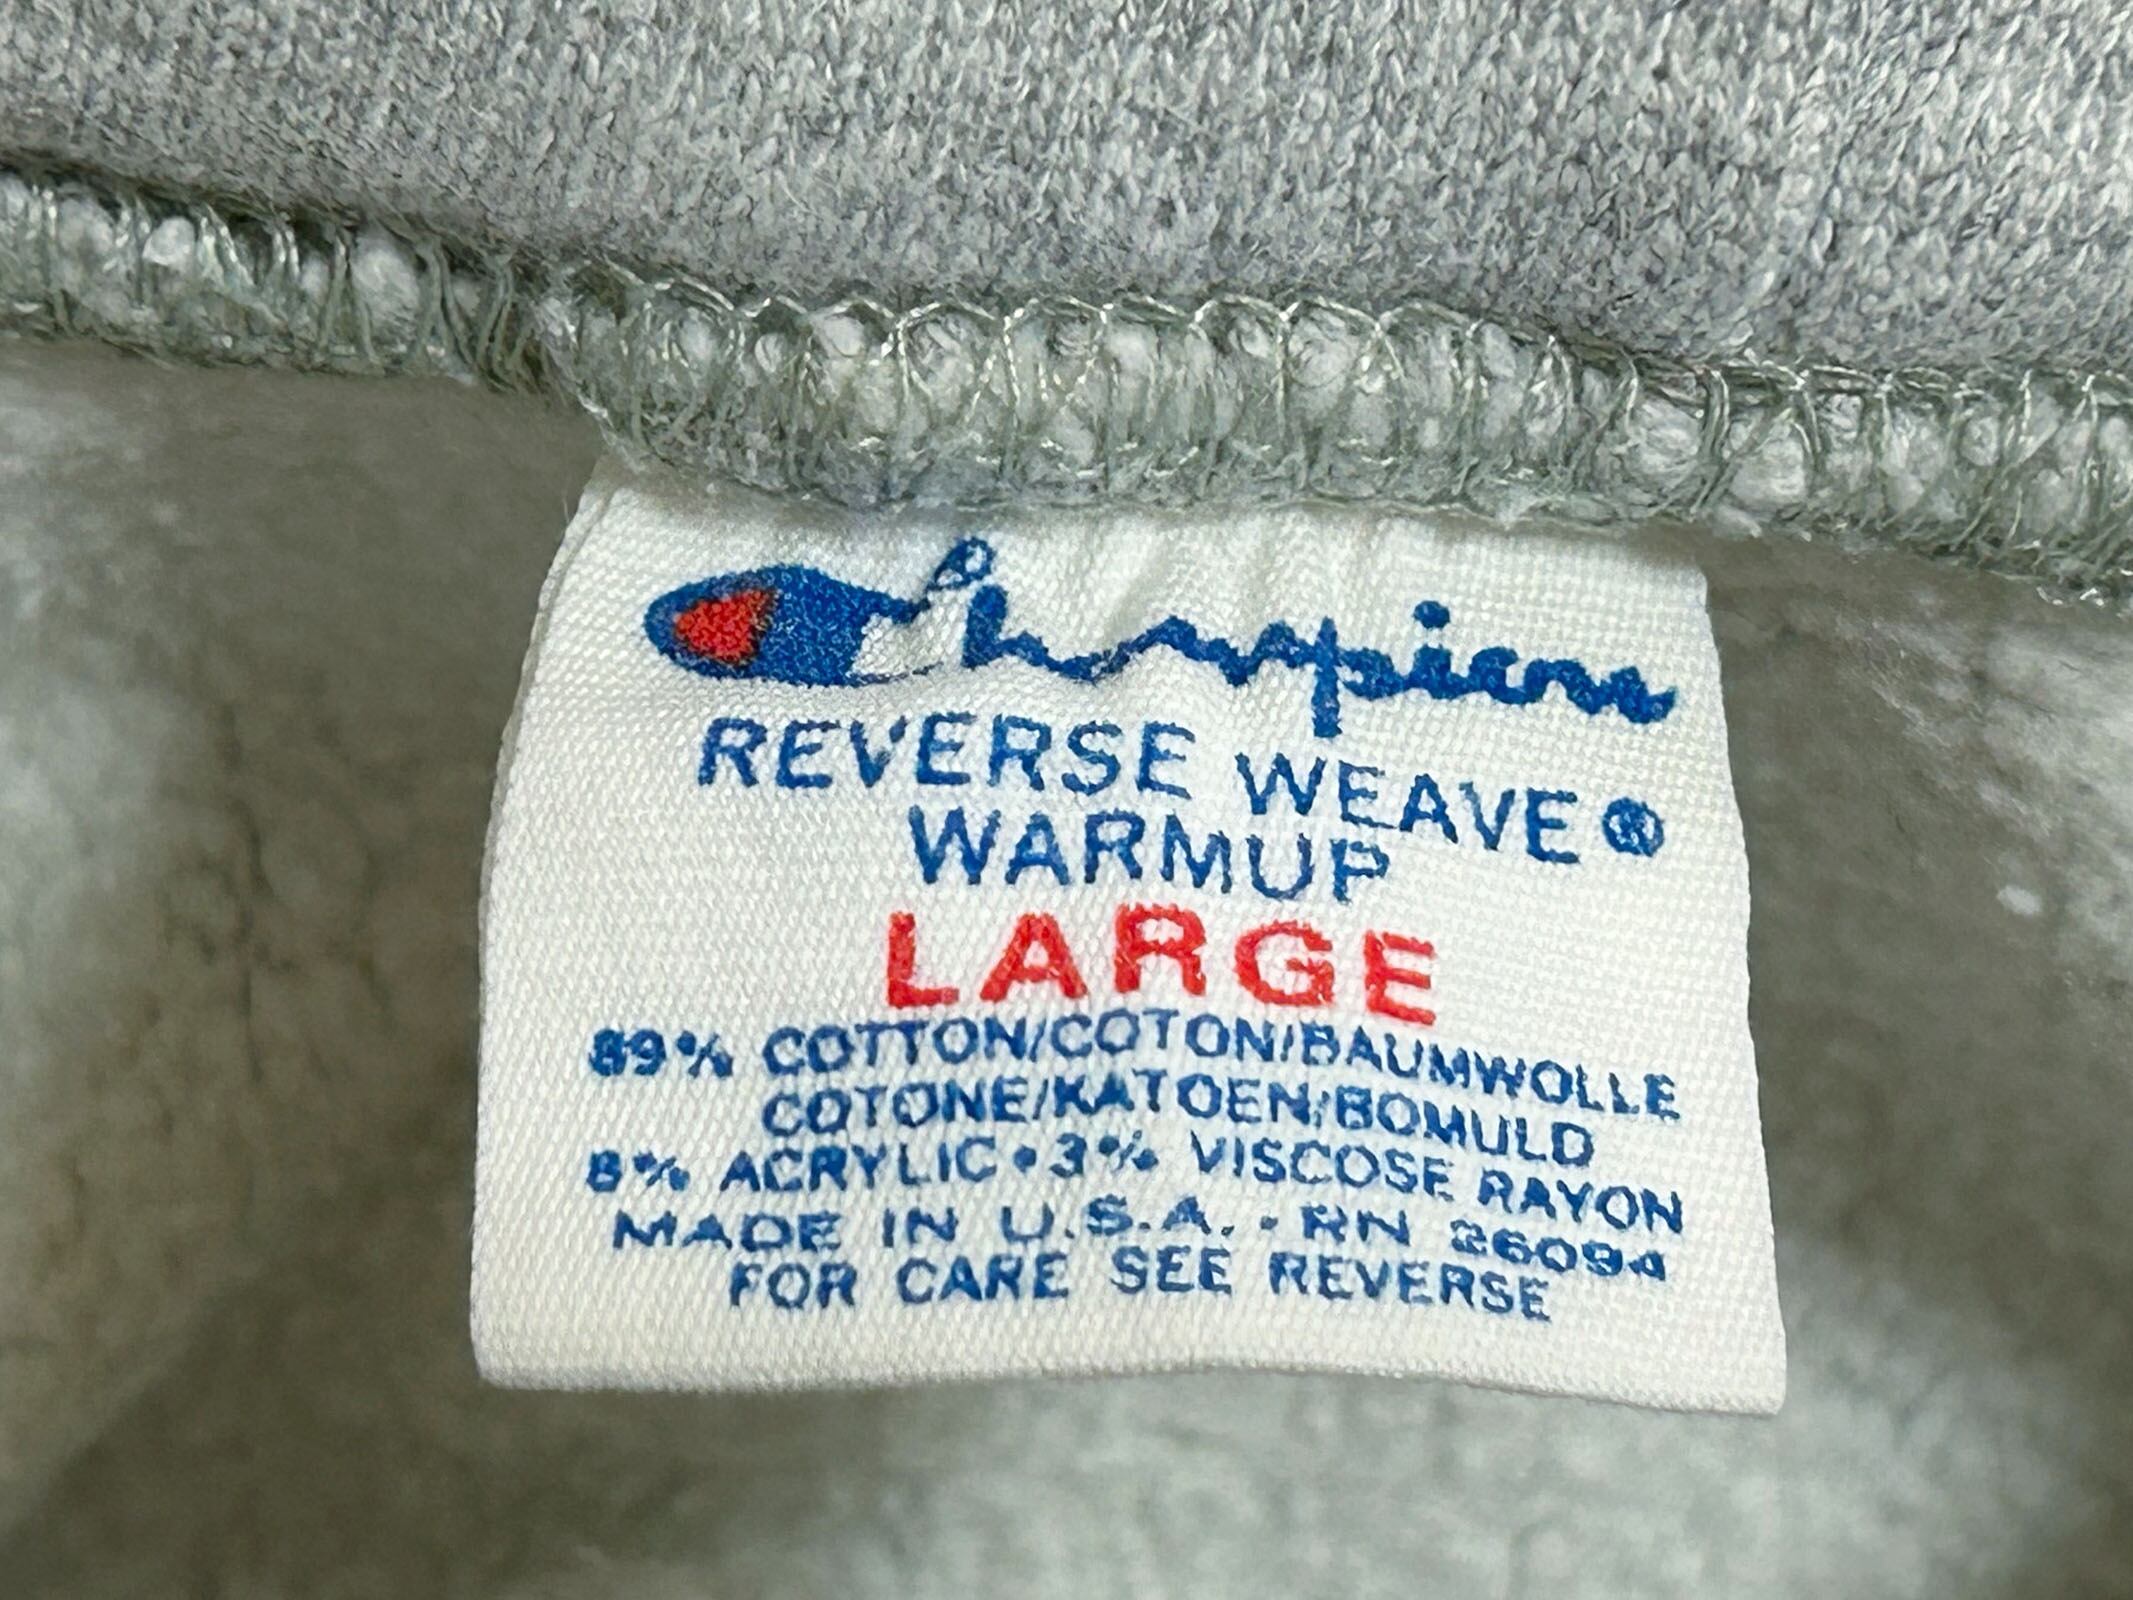 Champion
REVERSE WEAVE®
WARMUP
LARGE
89% COTTON/COTON/BAUMWOLLE
COTONE/KATOEN/BOMULD
8% ACRYLIC • 3% VISCOSE RAYON
MADE IN U.S.A. • RN 26094
FOR CARE SEE REVERSE